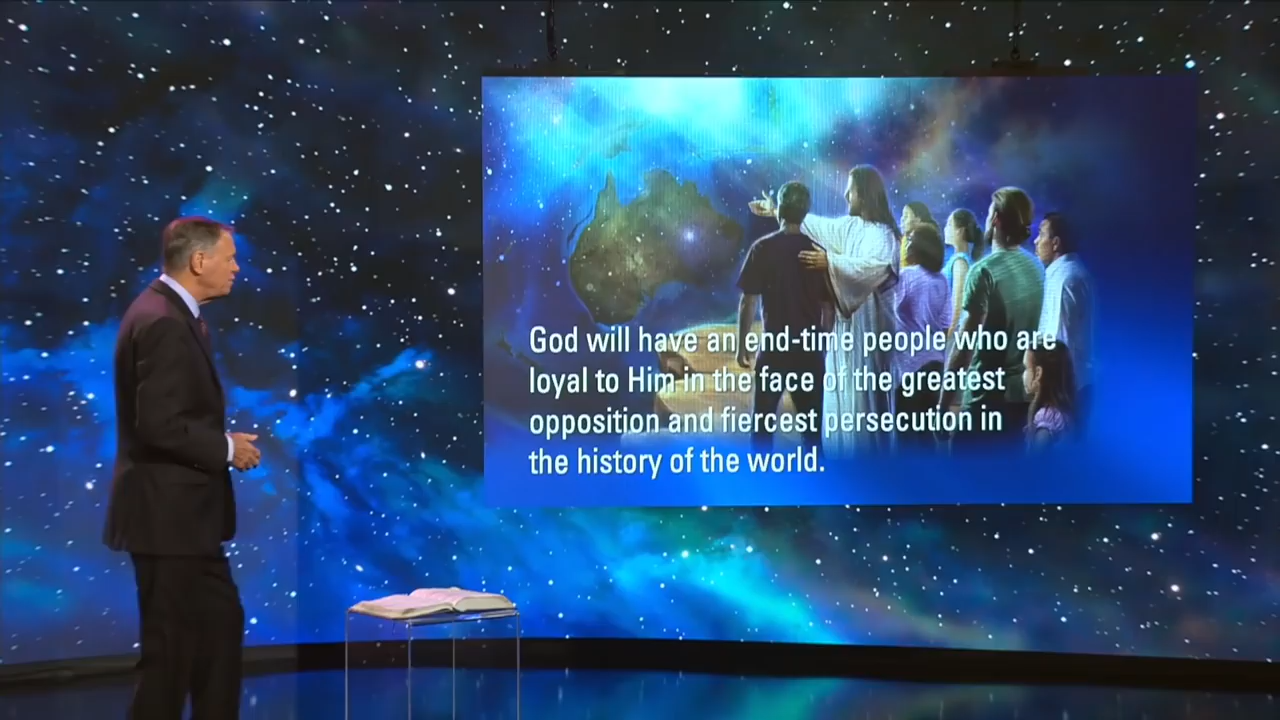 God will have an end-time people who are
loyal to Him in the face of the greatest
opposition and fiercest persecution in
the history of the world.